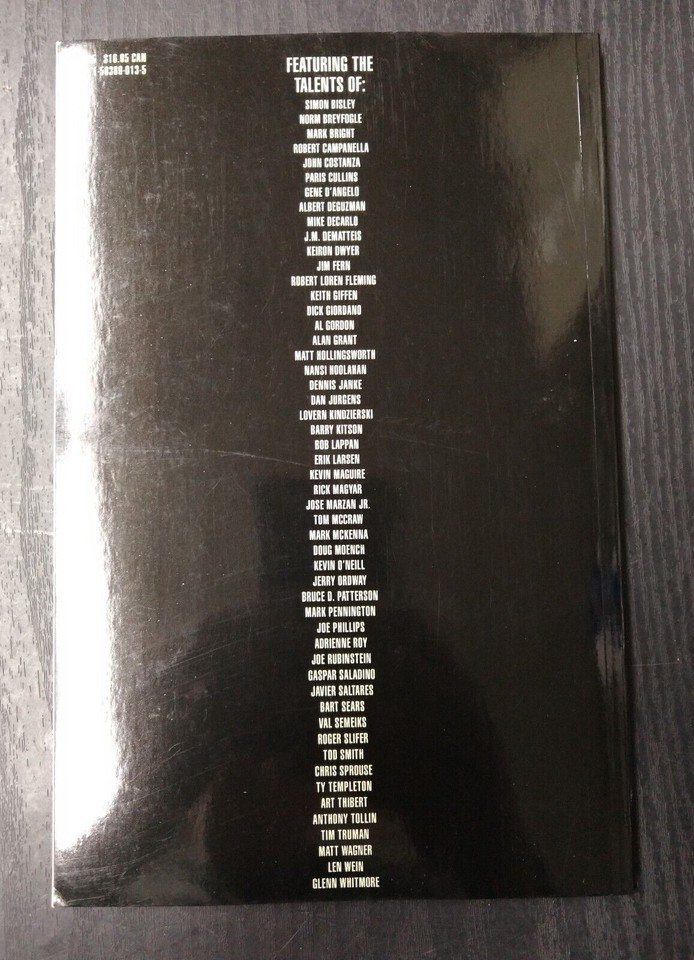 5 $16.95 CAN
1-56389-013-5
FEATURING THE
TALENTS OF:
SIMON BISLEY
NORM BREYFOGLE
MARK BRIGHT
ROBERT CAMPANELLA
JOHN COSTANZA
PARIS CULLINS
GENE D'ANGELO
ALBERT DEGUZMAN
MIKE DECARLO
J.M. DEMATTEIS
KEIRON DWYER
JIM FERN
ROBERT LOREN FLEMING
KEITH GIFFEN
DICK GIORDANO
AL GORDON
ALAN GRANT
MATT HOLLINGSWORTH
NANSI HOOLAHAN
DENNIS JANKE
DAN JURGENS
LOVERN KINDZIERSKI
BARRY KITSON
BOB LAPPAN
ERIK LARSEN
KEVIN MAGUIRE
RICK MAGYAR
JOSE MARZAN JR.
TOM MCCRAW
MARK MCKENNA
DOUG MOENCH
KEVIN O'NEILL
JERRY ORDWAY
BRUCE D. PATTERSON
MARK PENNINGTON
JOE PHILLIPS
ADRIENNE ROY
JOE RUBINSTEIN
GASPAR SALADINO
JAVIER SALTARES
BART SEARS
VAL SEMEIKS
ROGER SLIFER
TOD SMITH
CHRIS SPROUSE
TY TEMPLETON
ART THIBERT
ANTHONY TOLLIN
TIM TRUMAN
MATT WAGNER
LEN WEIN
GLENN WHITMORE